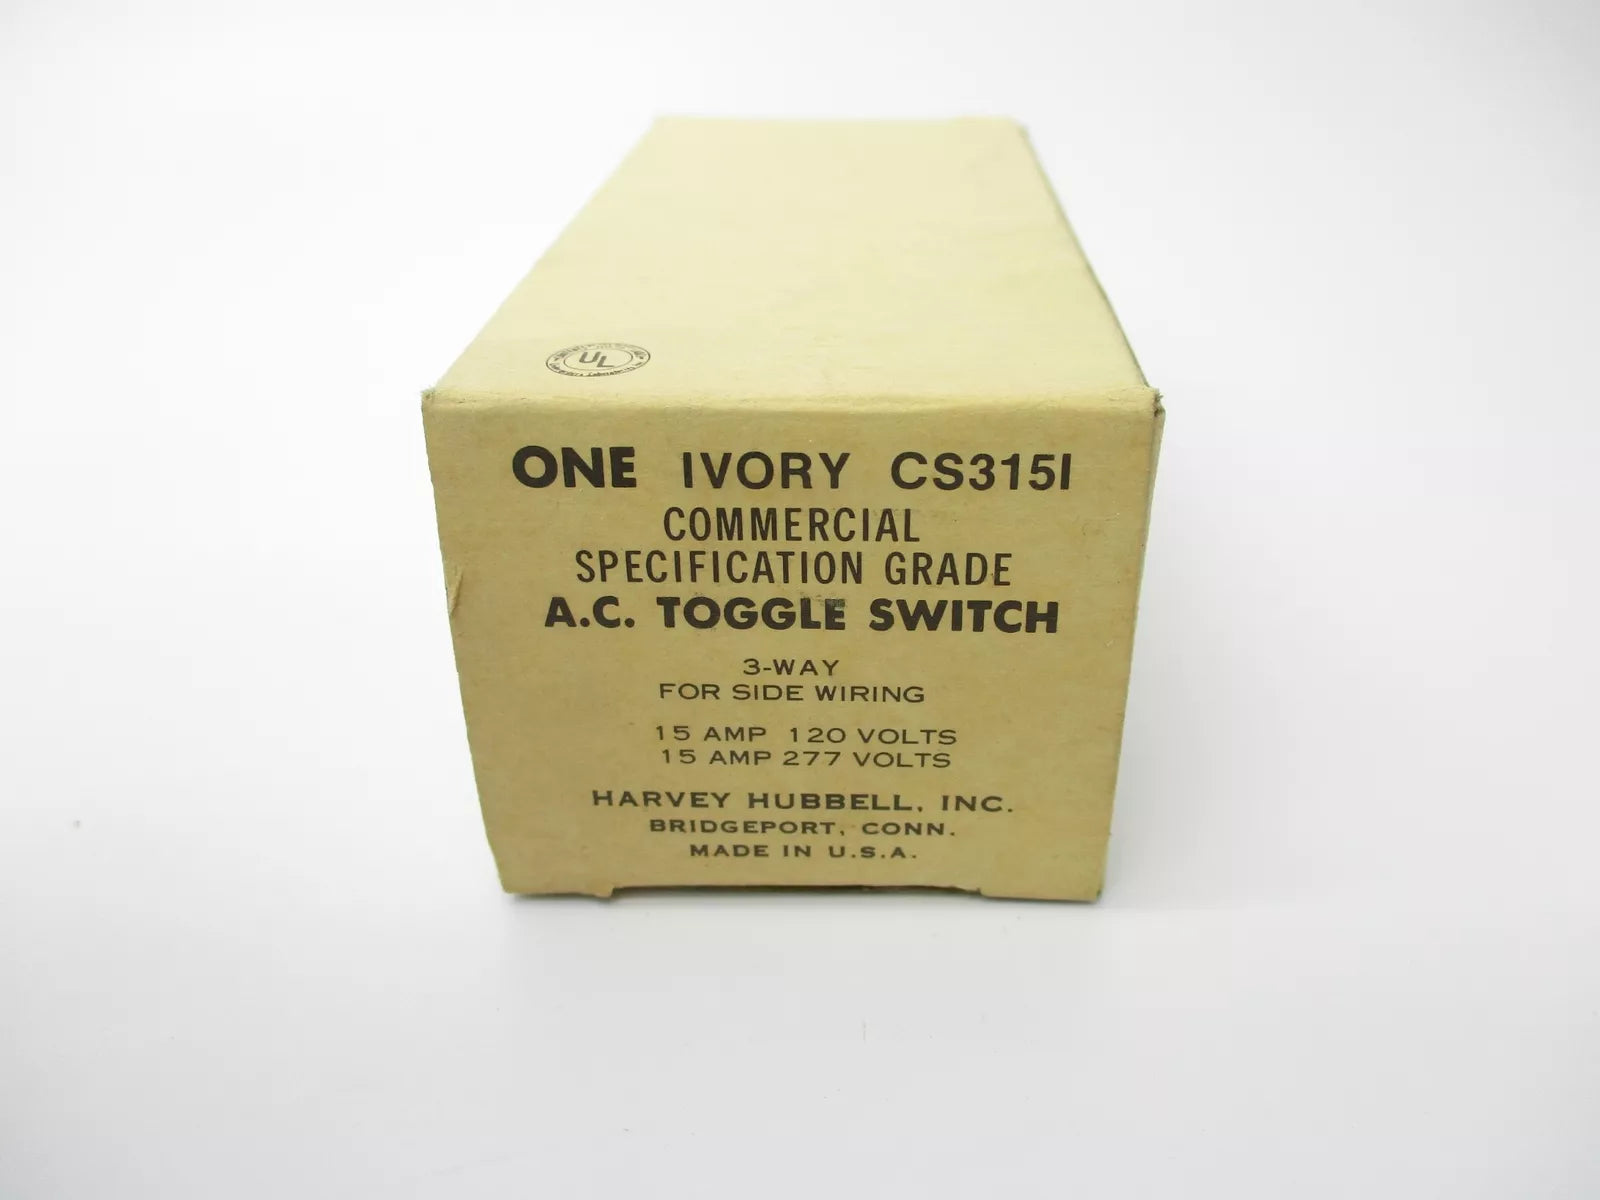 UL
ONE IVORY CS315I
COMMERCIAL
SPECIFICATION GRADE
A.C. TOGGLE SWITCH
3-WAY
FOR SIDE WIRING
15 AMP 120 VOLTS
15 AMP 277 VOLTS
HARVEY HUBBELL, INC.
BRIDGEPORT, CONN.
MADE IN U.S.A.